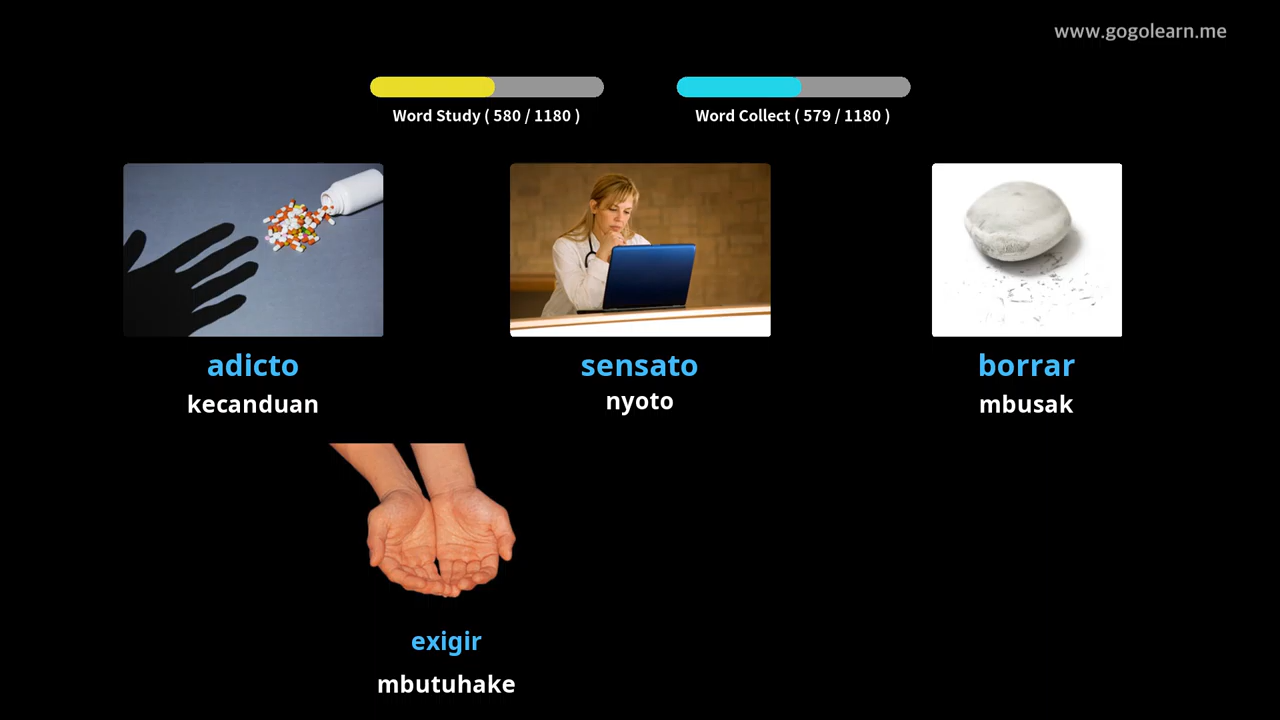 www.gogolearn.me
Word Study ( 580 / 1180 )
Word Collect ( 579 / 1180 )
adicto
kecanduan
sensato
nyoto
borrar
mbusak
exigir
mbutuhake